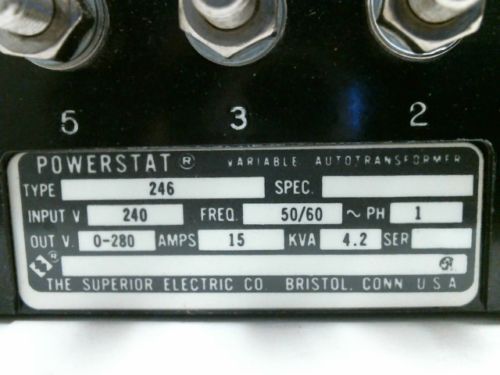 5 3 2
POWERSTAT ® VARIABLE AUTOTRANSFORMER
TYPE 246 SPEC.
INPUT V 240 FREQ. 50/60 ~ PH 1
OUT V. 0-280 AMPS 15 KVA 4.2 SER
®
THE SUPERIOR ELECTRIC CO. BRISTOL, CONN U.S.A